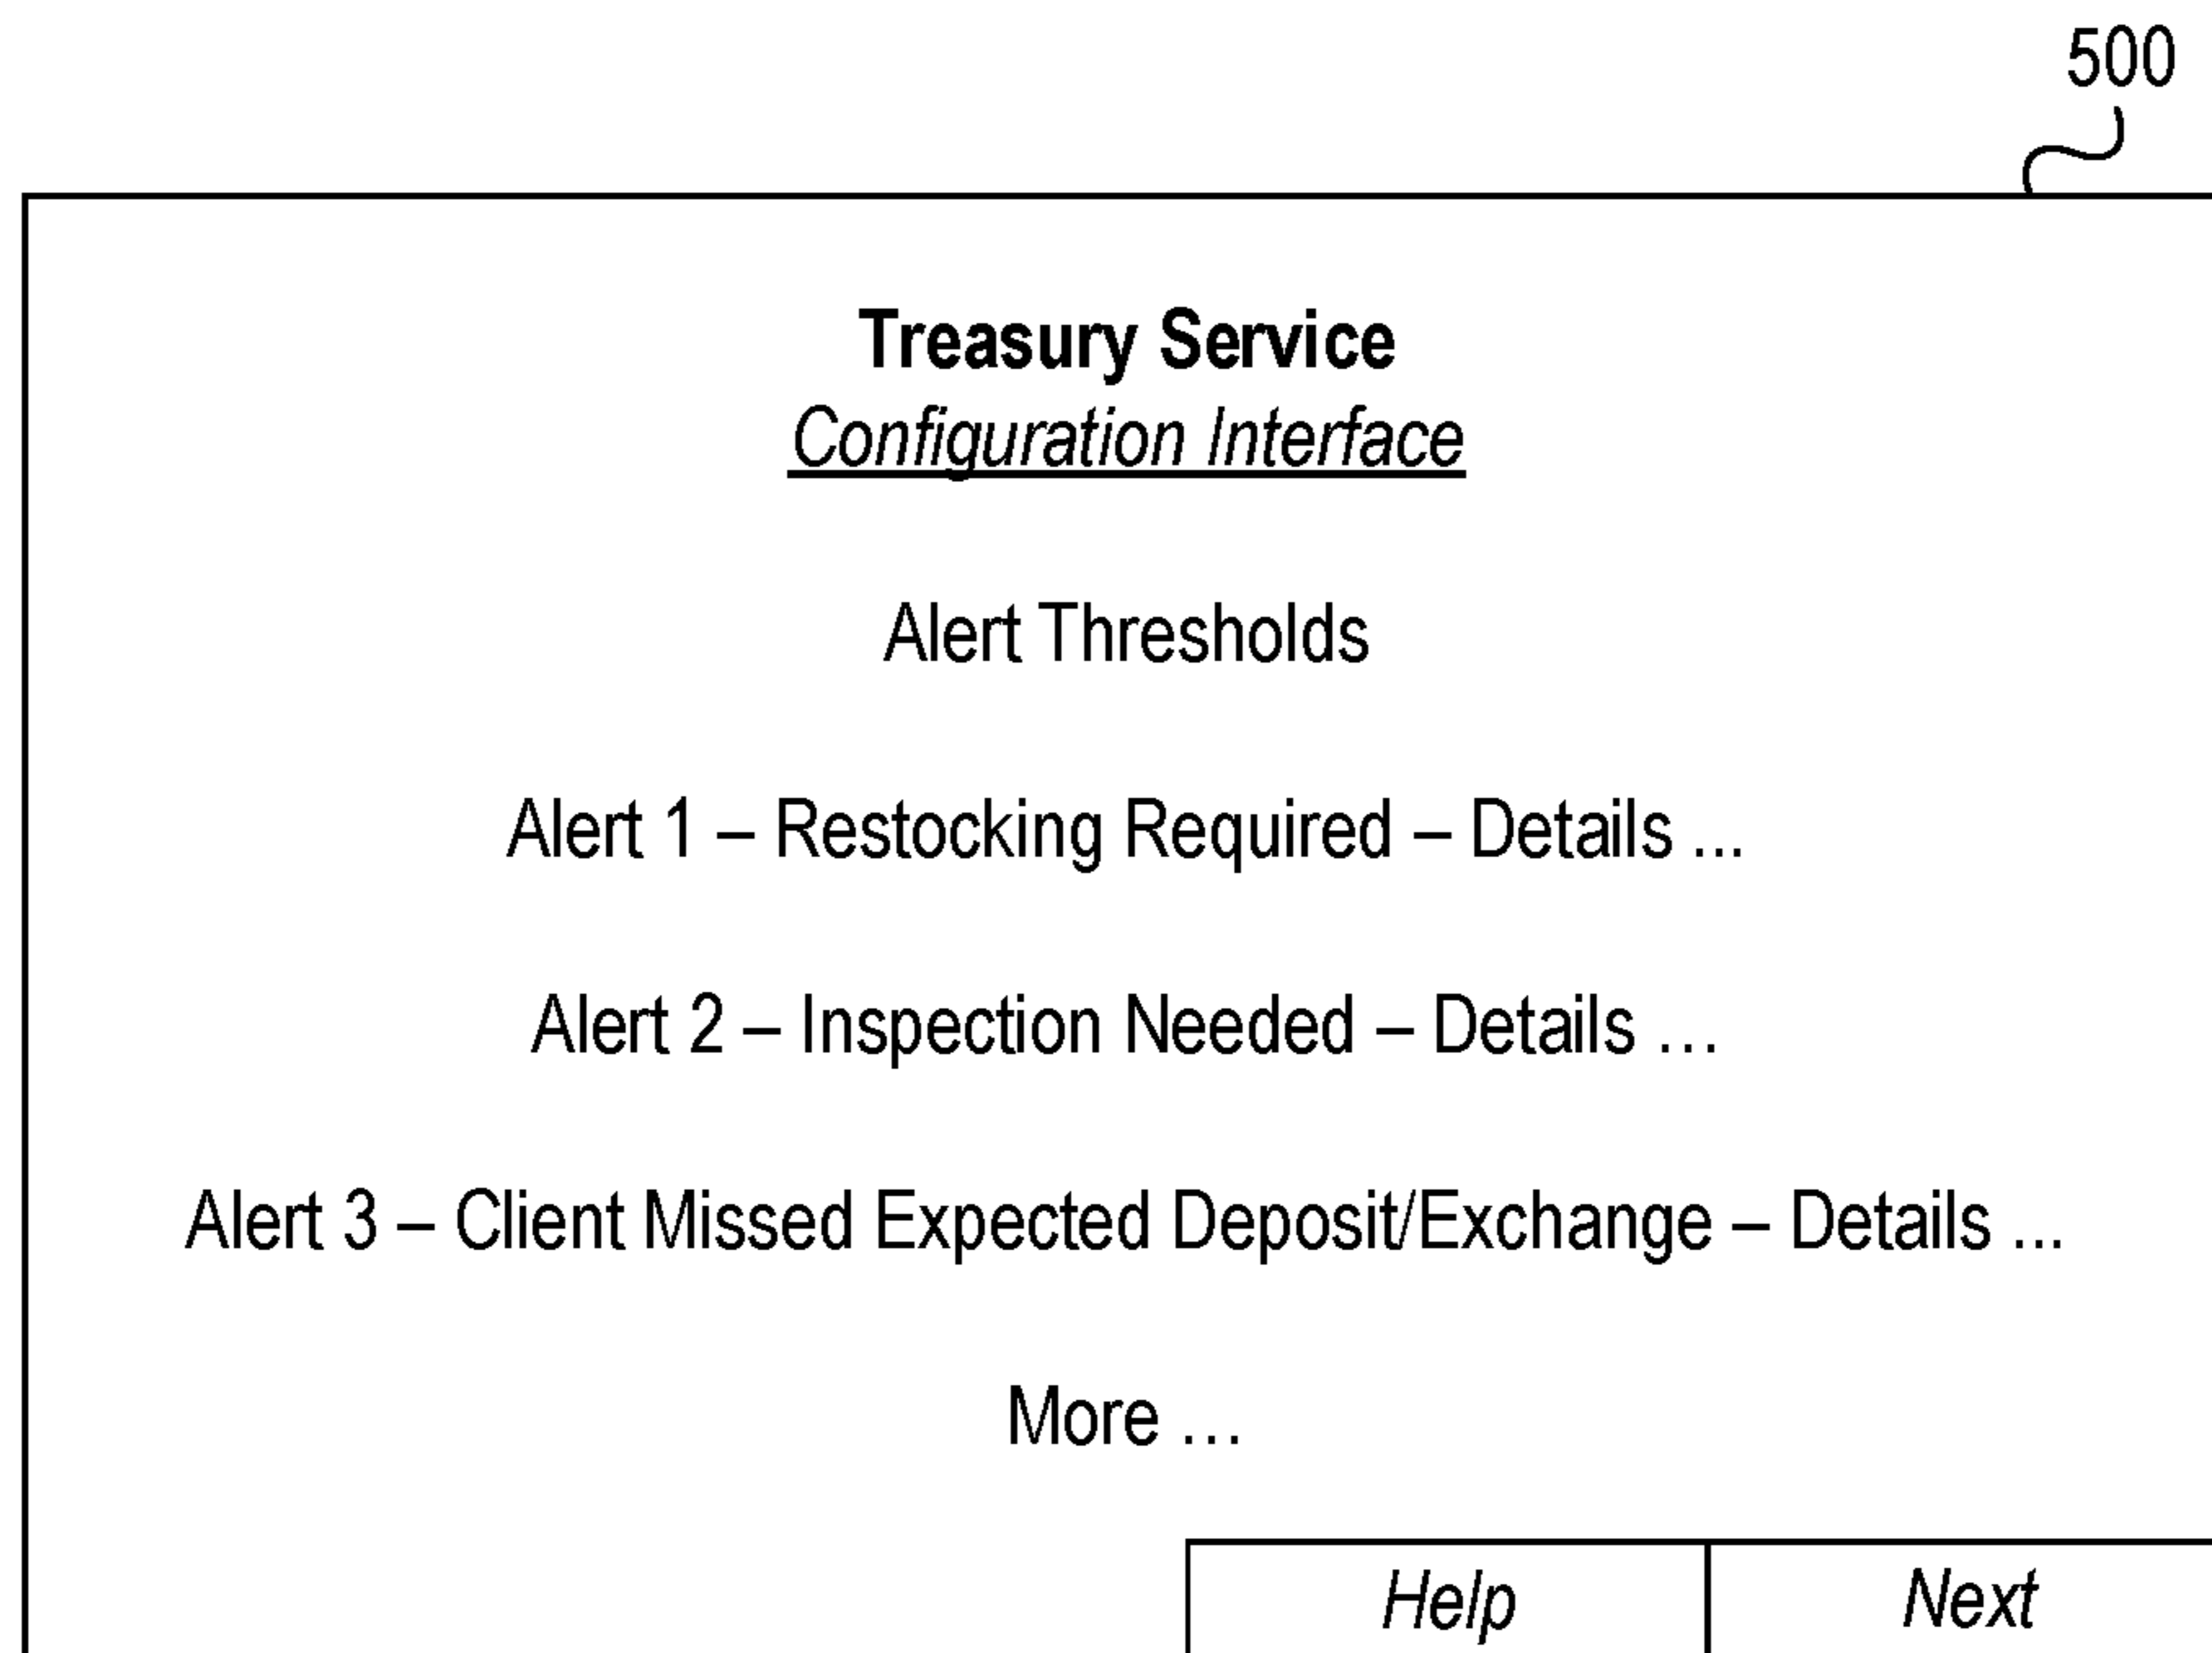 500
Treasury Service
Configuration Interface
Alert Thresholds
Alert 1 – Restocking Required – Details ...
Alert 2 – Inspection Needed – Details ...
Alert 3 – Client Missed Expected Deposit/Exchange – Details ...
More ...
Help Next